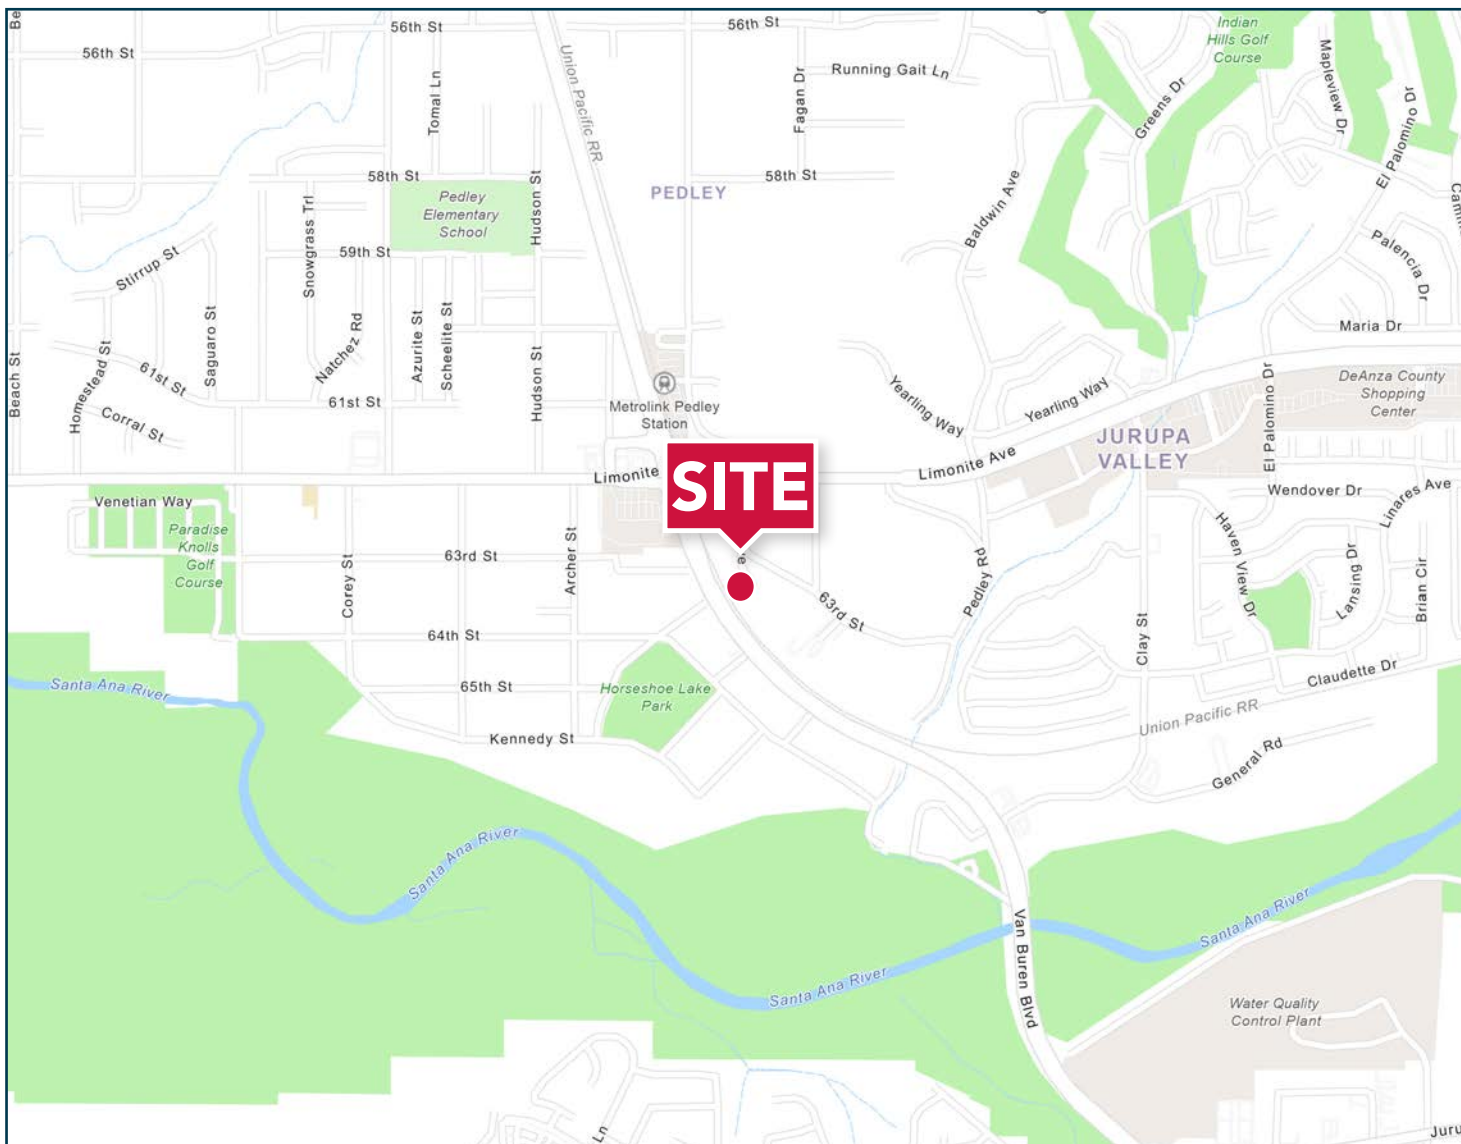 Be
56th St
56th St
56th St
Indian
Hills Golf
Course
Union Pacific RR
Tomal Ln
Fagan Dr
Running Gait Ln
Greens Dr
Mapleview Dr
El Palomino Dr
58th St
Pedley
Elementary
School
Hudson St
PEDLEY
58th St
Baldwin Ave
Snowgrass Trl
59th St
Stirrup St
Palencia Dr
Saguaro St
Natchez Rd
Azurite St
Scheelite St
Maria Dr
Beach St
Homestead St
61st St
Corral St
61st St
Hudson St
Metrolink Pedley
Station
Yearling Way
Yearling Way
El Palomino Dr
DeAnza County
Shopping
Center
JURUPA
VALLEY
Limonite
SITE
Limonite Ave
Venetian Way
Wendover Dr
Linares Ave
Paradise
Knolls
Golf
Course
63rd St
Archer St
Corey St
Haven View Dr
Lansing Dr
Brian Cir
63rd St
Pedley Rd
Clay St
64th St
65th St
Horseshoe Lake
Park
Claudette Dr
Santa Ana River
Union Pacific RR
Kennedy St
General Rd
Santa Ana River
Santa Ana River
Van Buren Blvd
Santa Ana River
Water Quality
Control Plant
Ln
Juru